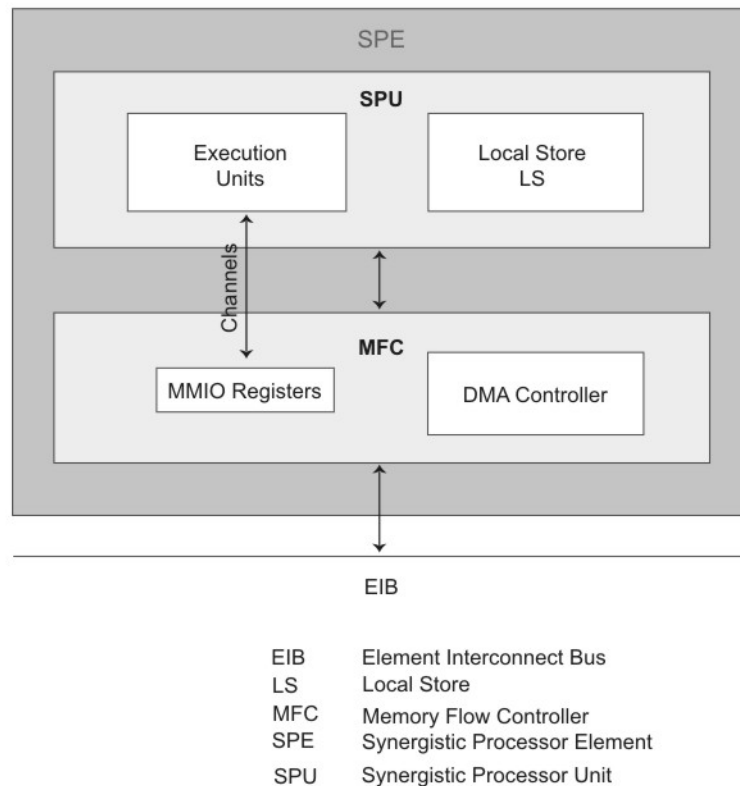 SPE
SPU
Execution
Units
Local Store
LS
Channels
MFC
MMIO Registers
DMA Controller
EIB
EIB Element Interconnect Bus
LS Local Store
MFC Memory Flow Controller
SPE Synergistic Processor Element
SPU Synergistic Processor Unit